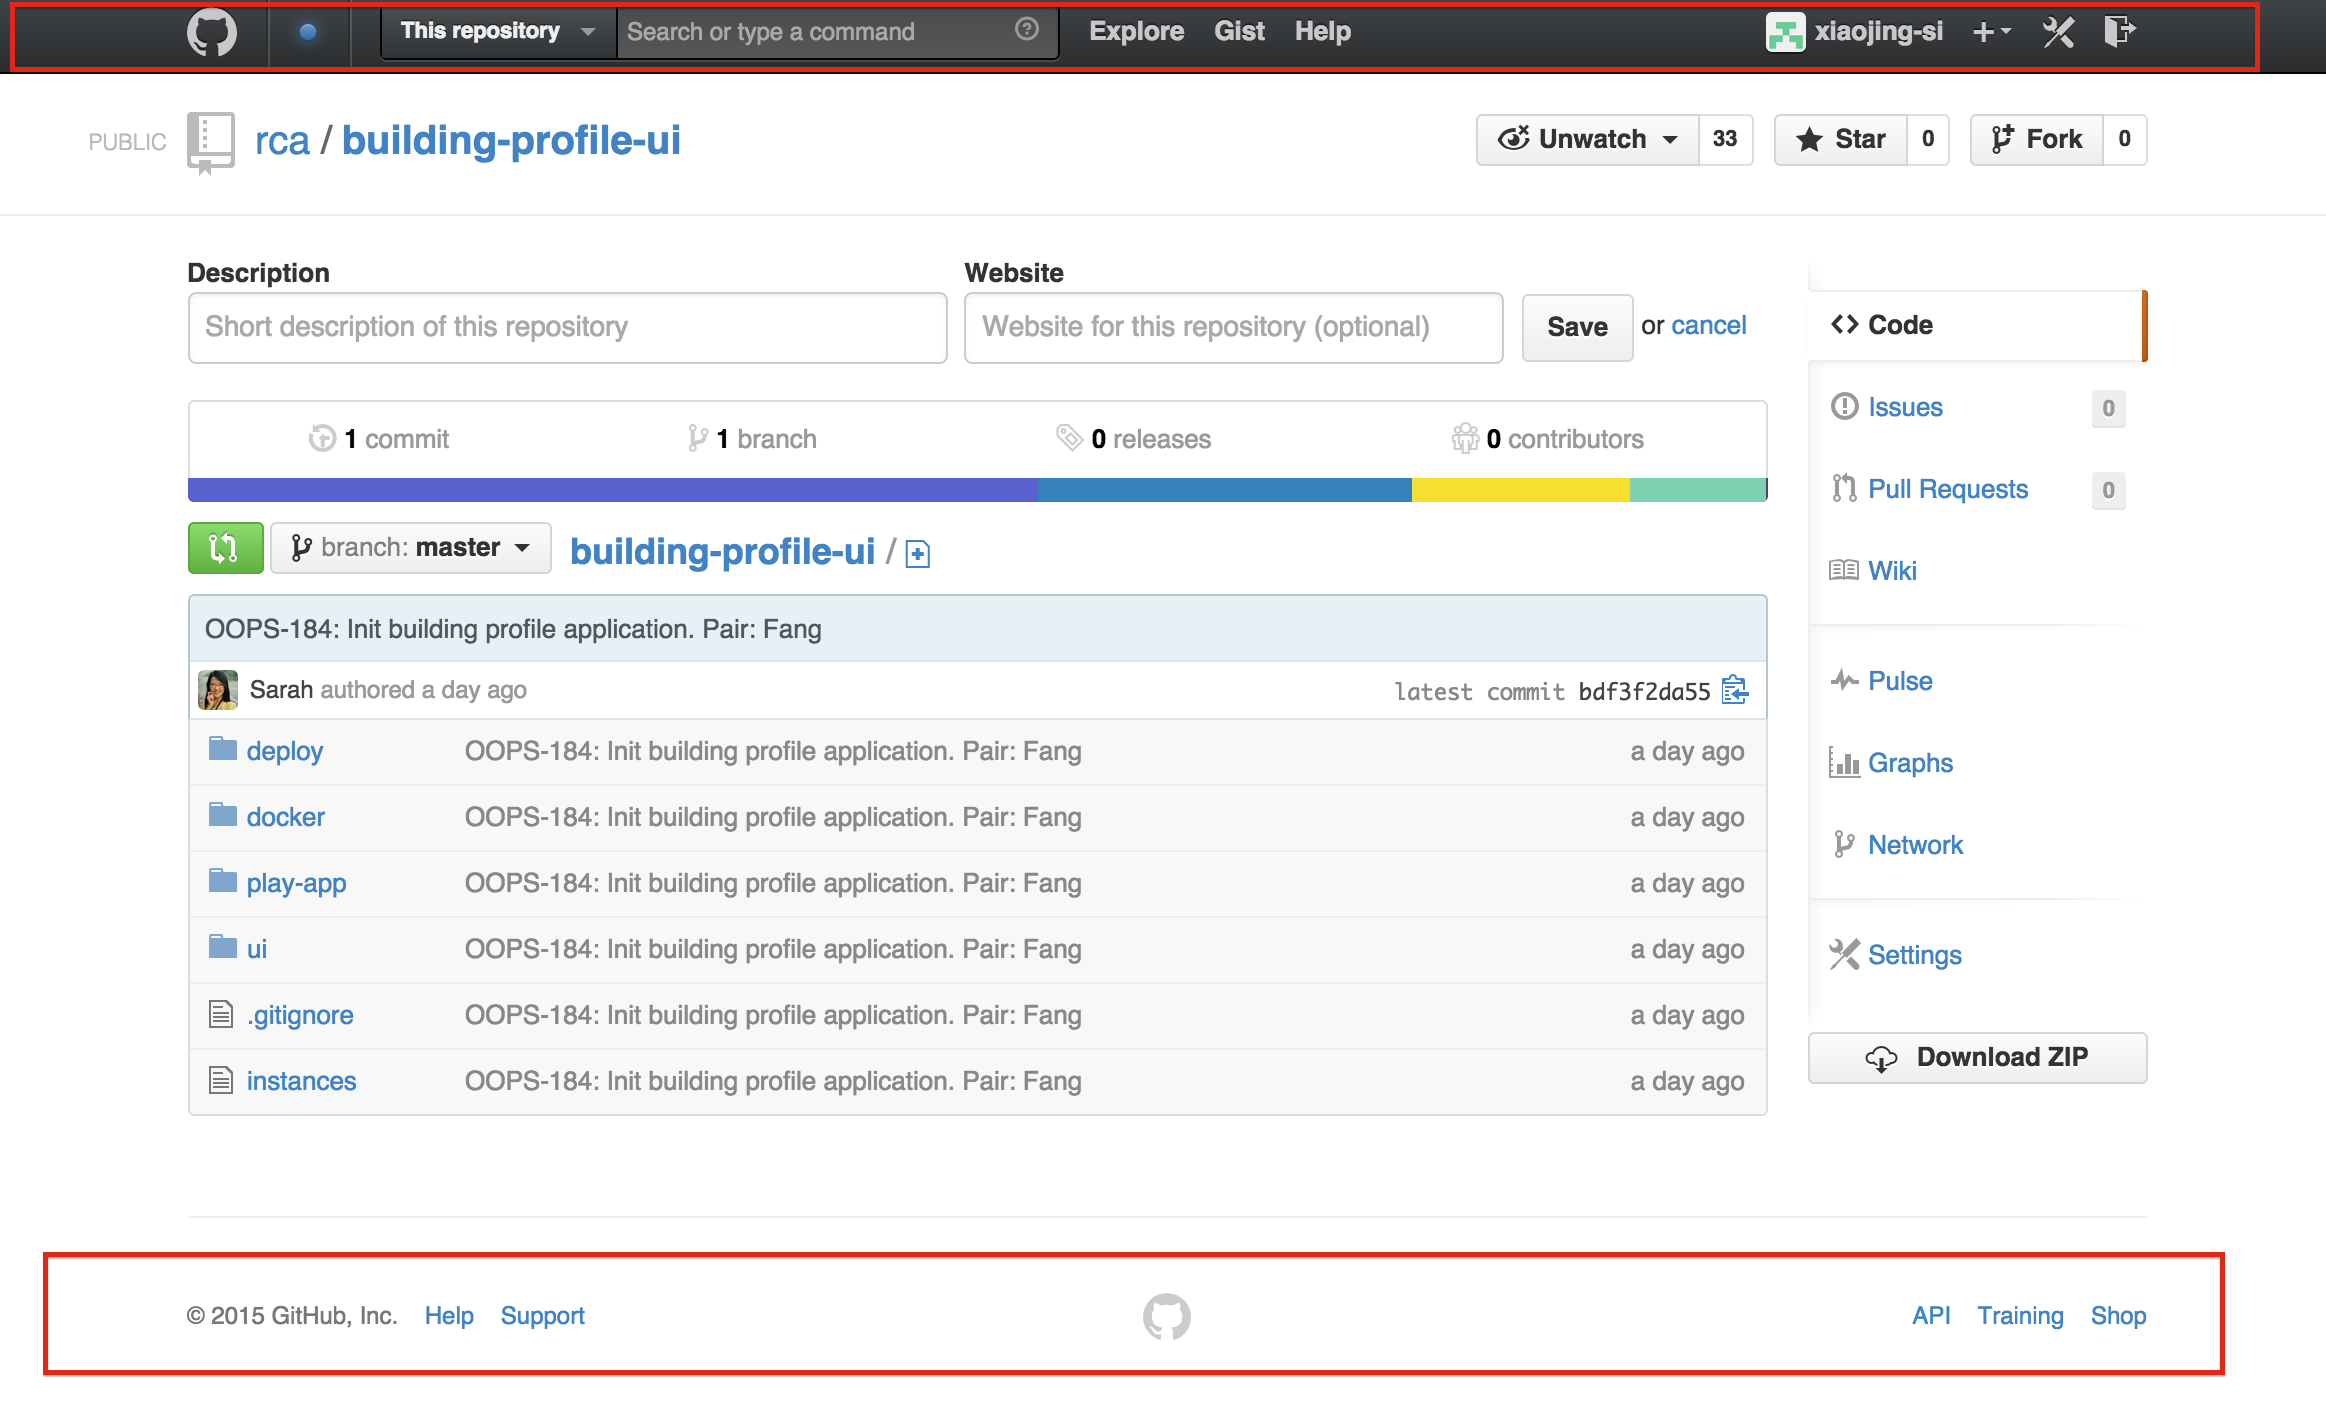 This repository Search or type a command Explore Gist Help xiaojing-si
PUBLIC rca / building-profile-ui Unwatch 33 Star 0 Fork 0
Description Website
Short description of this repository Website for this repository (optional) Save or cancel
1 commit 1 branch 0 releases 0 contributors
branch: master building-profile-ui /
OOPS-184: Init building profile application. Pair: Fang
Sarah authored a day ago latest commit bdf3f2da55
deploy OOPS-184: Init building profile application. Pair: Fang a day ago
docker OOPS-184: Init building profile application. Pair: Fang a day ago
play-app OOPS-184: Init building profile application. Pair: Fang a day ago
ui OOPS-184: Init building profile application. Pair: Fang a day ago
.gitignore OOPS-184: Init building profile application. Pair: Fang a day ago
instances OOPS-184: Init building profile application. Pair: Fang a day ago
Code
Issues 0
Pull Requests 0
Wiki
Pulse
Graphs
Network
Settings
Download ZIP
© 2015 GitHub, Inc. Help Support API Training Shop